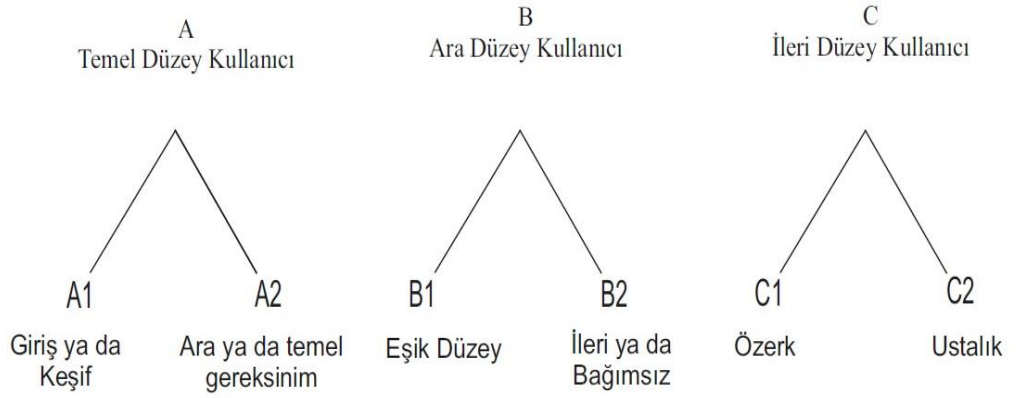 A
Temel Düzey Kullanıcı
B
Ara Düzey Kullanıcı
C
İleri Düzey Kullanıcı
A1
Giriş ya da
Keşif
A2
Ara ya da temel
gereksinim
B1
Eşik Düzey
B2
İleri ya da
Bağımsız
C1
Özerk
C2
Ustalık